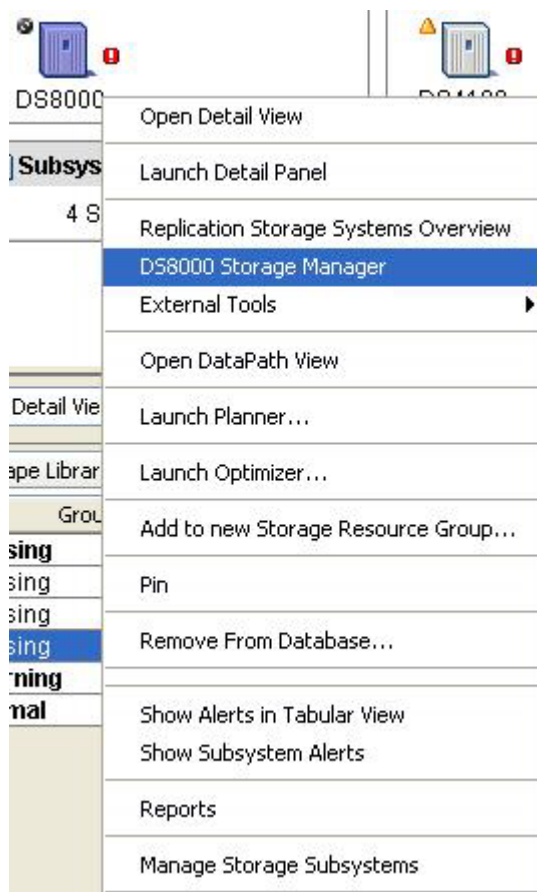 DS8000
Open Detail View
Launch Detail Panel
Subsys
4 S
Replication Storage Systems Overview
DS8000 Storage Manager
External Tools
Open DataPath View
Detail Vie
Launch Planner...
ape Librar
Launch Optimizer...
Grou
Add to new Storage Resource Group...
sing
sing
Pin
sing
sing
Remove From Database...
rning
mal
Show Alerts in Tabular View
Show Subsystem Alerts
Reports
Manage Storage Subsystems